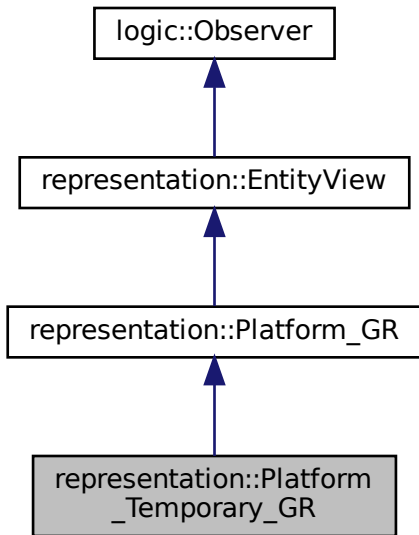 logic::Observer
representation::EntityView
representation::Platform_GR
representation::Platform
_Temporary_GR